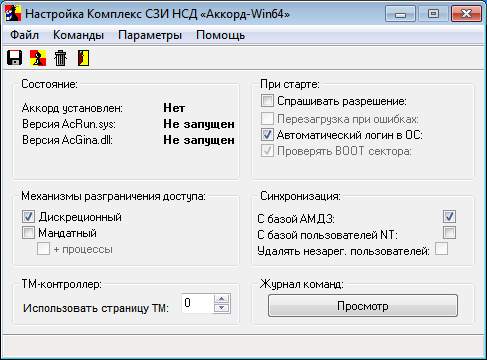 Настройка Комплекс СЗИ НСД «Аккорд-Win64»
Файл Команды Параметры Помощь
Состояние:
Аккорд установлен: Нет
Версия AcRun.sys: Не запущен
Версия AcGina.dll: Не запущен
При старте:
Спрашивать разрешение:
Перезагрузка при ошибках:
Автоматический логин в ОС:
Проверять BOOT сектора:
Механизмы разграничения доступа:
Дискреционный
Мандатный
+ процессы
Синхронизация:
С базой АМДЗ:
С базой пользователей NT:
Удалять незарег. пользователей:
ТМ-контроллер:
Использовать страницу ТМ: 0
Журнал команд:
Просмотр